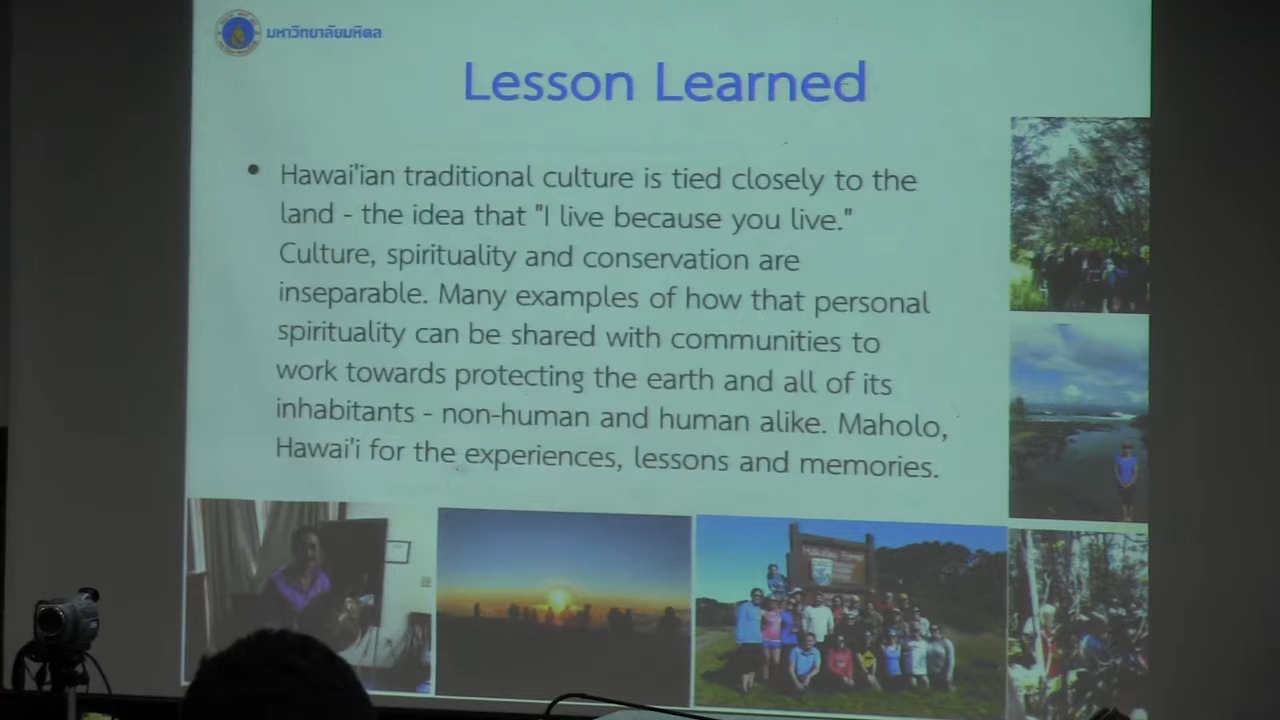 มหาวิทยาลัยมหิดล
Lesson Learned
• Hawai'ian traditional culture is tied closely to the
land - the idea that "I live because you live."
Culture, spirituality and conservation are
inseparable. Many examples of how that personal
spirituality can be shared with communities to
work towards protecting the earth and all of its
inhabitants - non-human and human alike. Maholo,
Hawai'i for the experiences, lessons and memories.